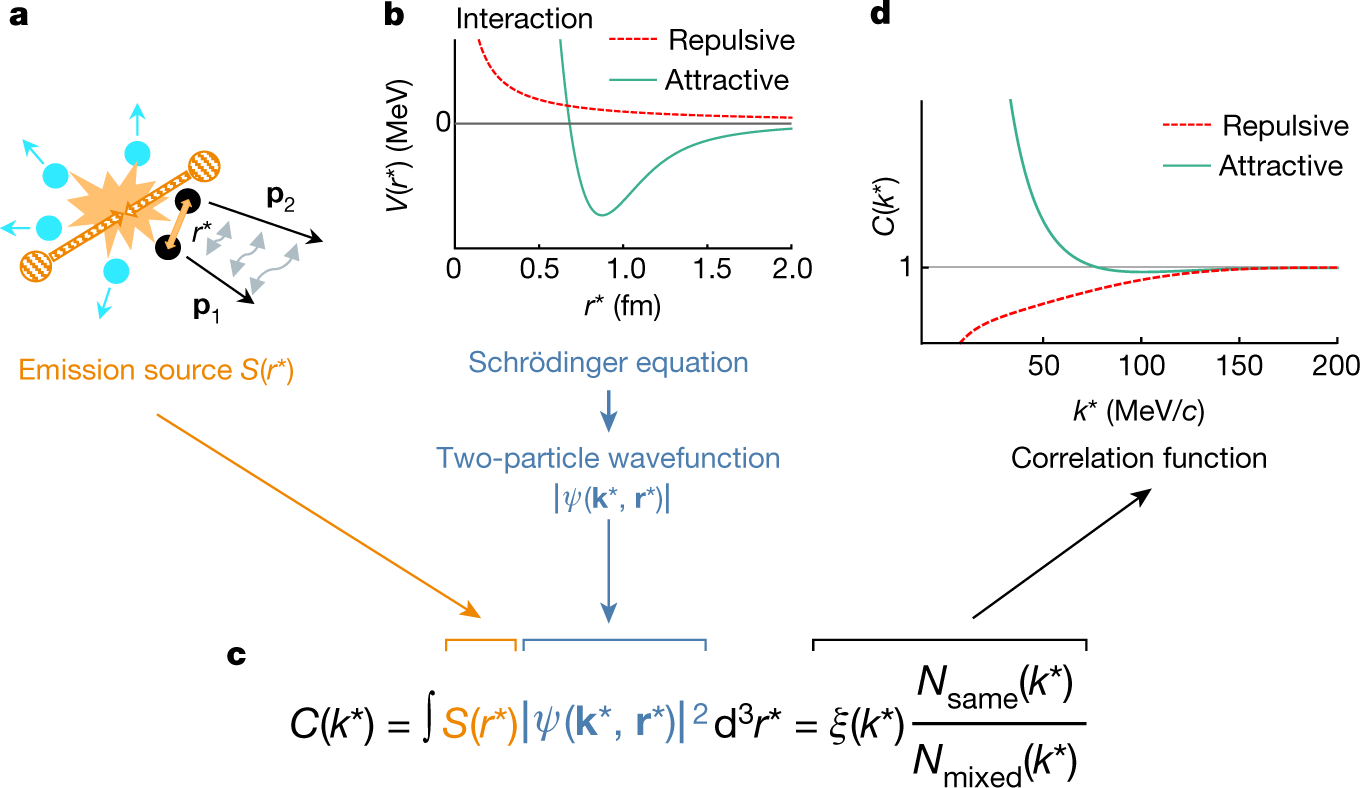 a
p2
r*
p1
Emission source S(r*)
b
Interaction
Repulsive
Attractive
V(r*) (MeV)
0
0 0.5 1.0 1.5 2.0
r* (fm)
Schrödinger equation
Two-particle wavefunction
|ψ(k*, r*)|
d
Repulsive
Attractive
C(k*)
1
50 100 150 200
k* (MeV/c)
Correlation function
c
C(k*) = ∫ S(r*)|ψ(k*, r*)|² d³r* = ξ(k*) Nsame(k*)
Nmixed(k*)